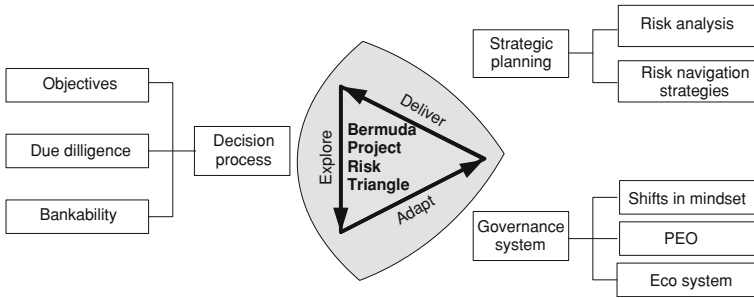 Objectives
Due dilligence
Bankability
Decision
process
Explore
Deliver
Adapt
Bermuda
Project
Risk
Triangle
Strategic
planning
Risk analysis
Risk navigation
strategies
Governance
system
Shifts in mindset
PEO
Eco system